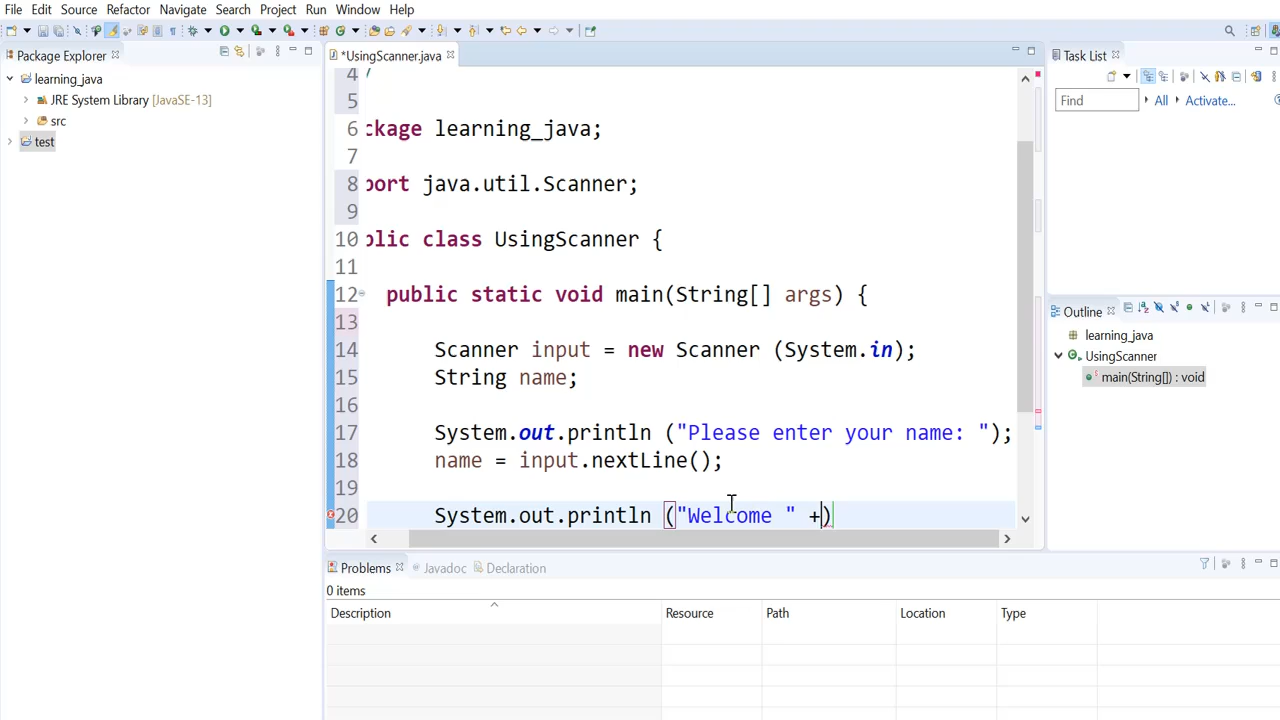 File Edit Source Refactor Navigate Search Project Run Window Help
Package Explorer
learning_java
JRE System Library [JavaSE-13]
src
test
*UsingScanner.java
4 /
5
6 ckage learning_java;
7
8 port java.util.Scanner;
9
10 blic class UsingScanner {
11
12 public static void main(String[] args) {
13
14 Scanner input = new Scanner (System.in);
15 String name;
16
17 System.out.println ("Please enter your name: ");
18 name = input.nextLine();
19
20 System.out.println ("Welcome " +)
Task List
Find All Activate...
Outline
learning_java
UsingScanner
main(String[]) : void
Problems Javadoc Declaration
0 items
Description Resource Path Location Type